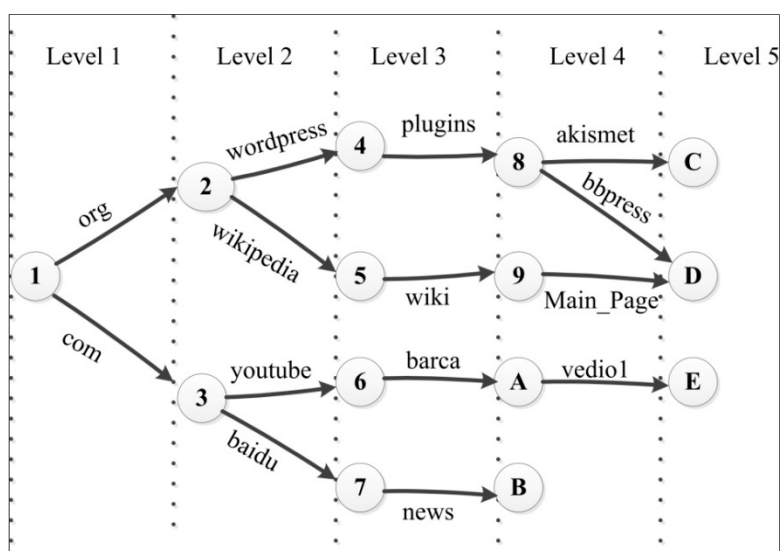 Level 1 Level 2 Level 3 Level 4 Level 5
wordpress plugins akismet
4 8 C
2 bbpress
org wikipedia
1 5 9 D
wiki Main_Page
com youtube barca vedio1
6 A E
3
baidu
7 B
news